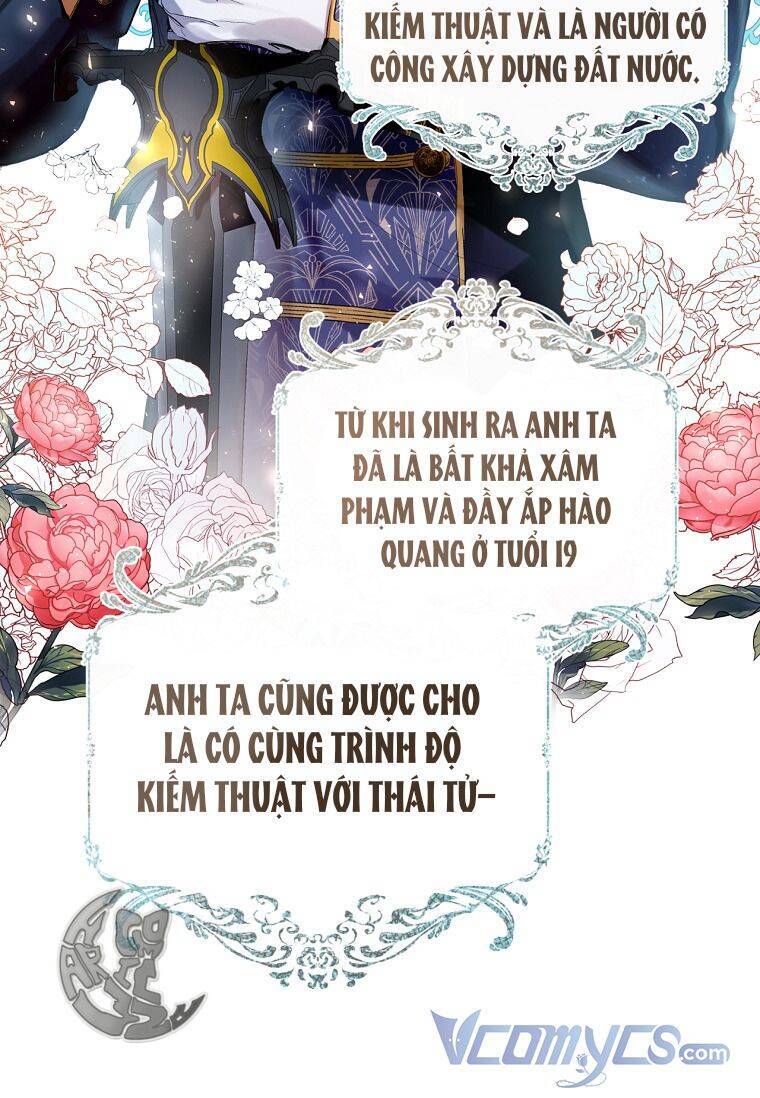 KIẾM THUẬT VÀ LÀ NGƯỜI CÓ
CÔNG XÂY DỰNG ĐẤT NƯỚC.
TỪ KHI SINH RA ANH TA
ĐÃ LÀ BẤT KHẢ XÂM
PHẠM VÀ ĐẦY ẮP HÀO
QUANG Ở TUỔI 19
ANH TA CŨNG ĐƯỢC CHO
LÀ CÓ CÙNG TRÌNH ĐỘ
KIẾM THUẬT VỚI THÁI TỬ-
VCOMYCS.com